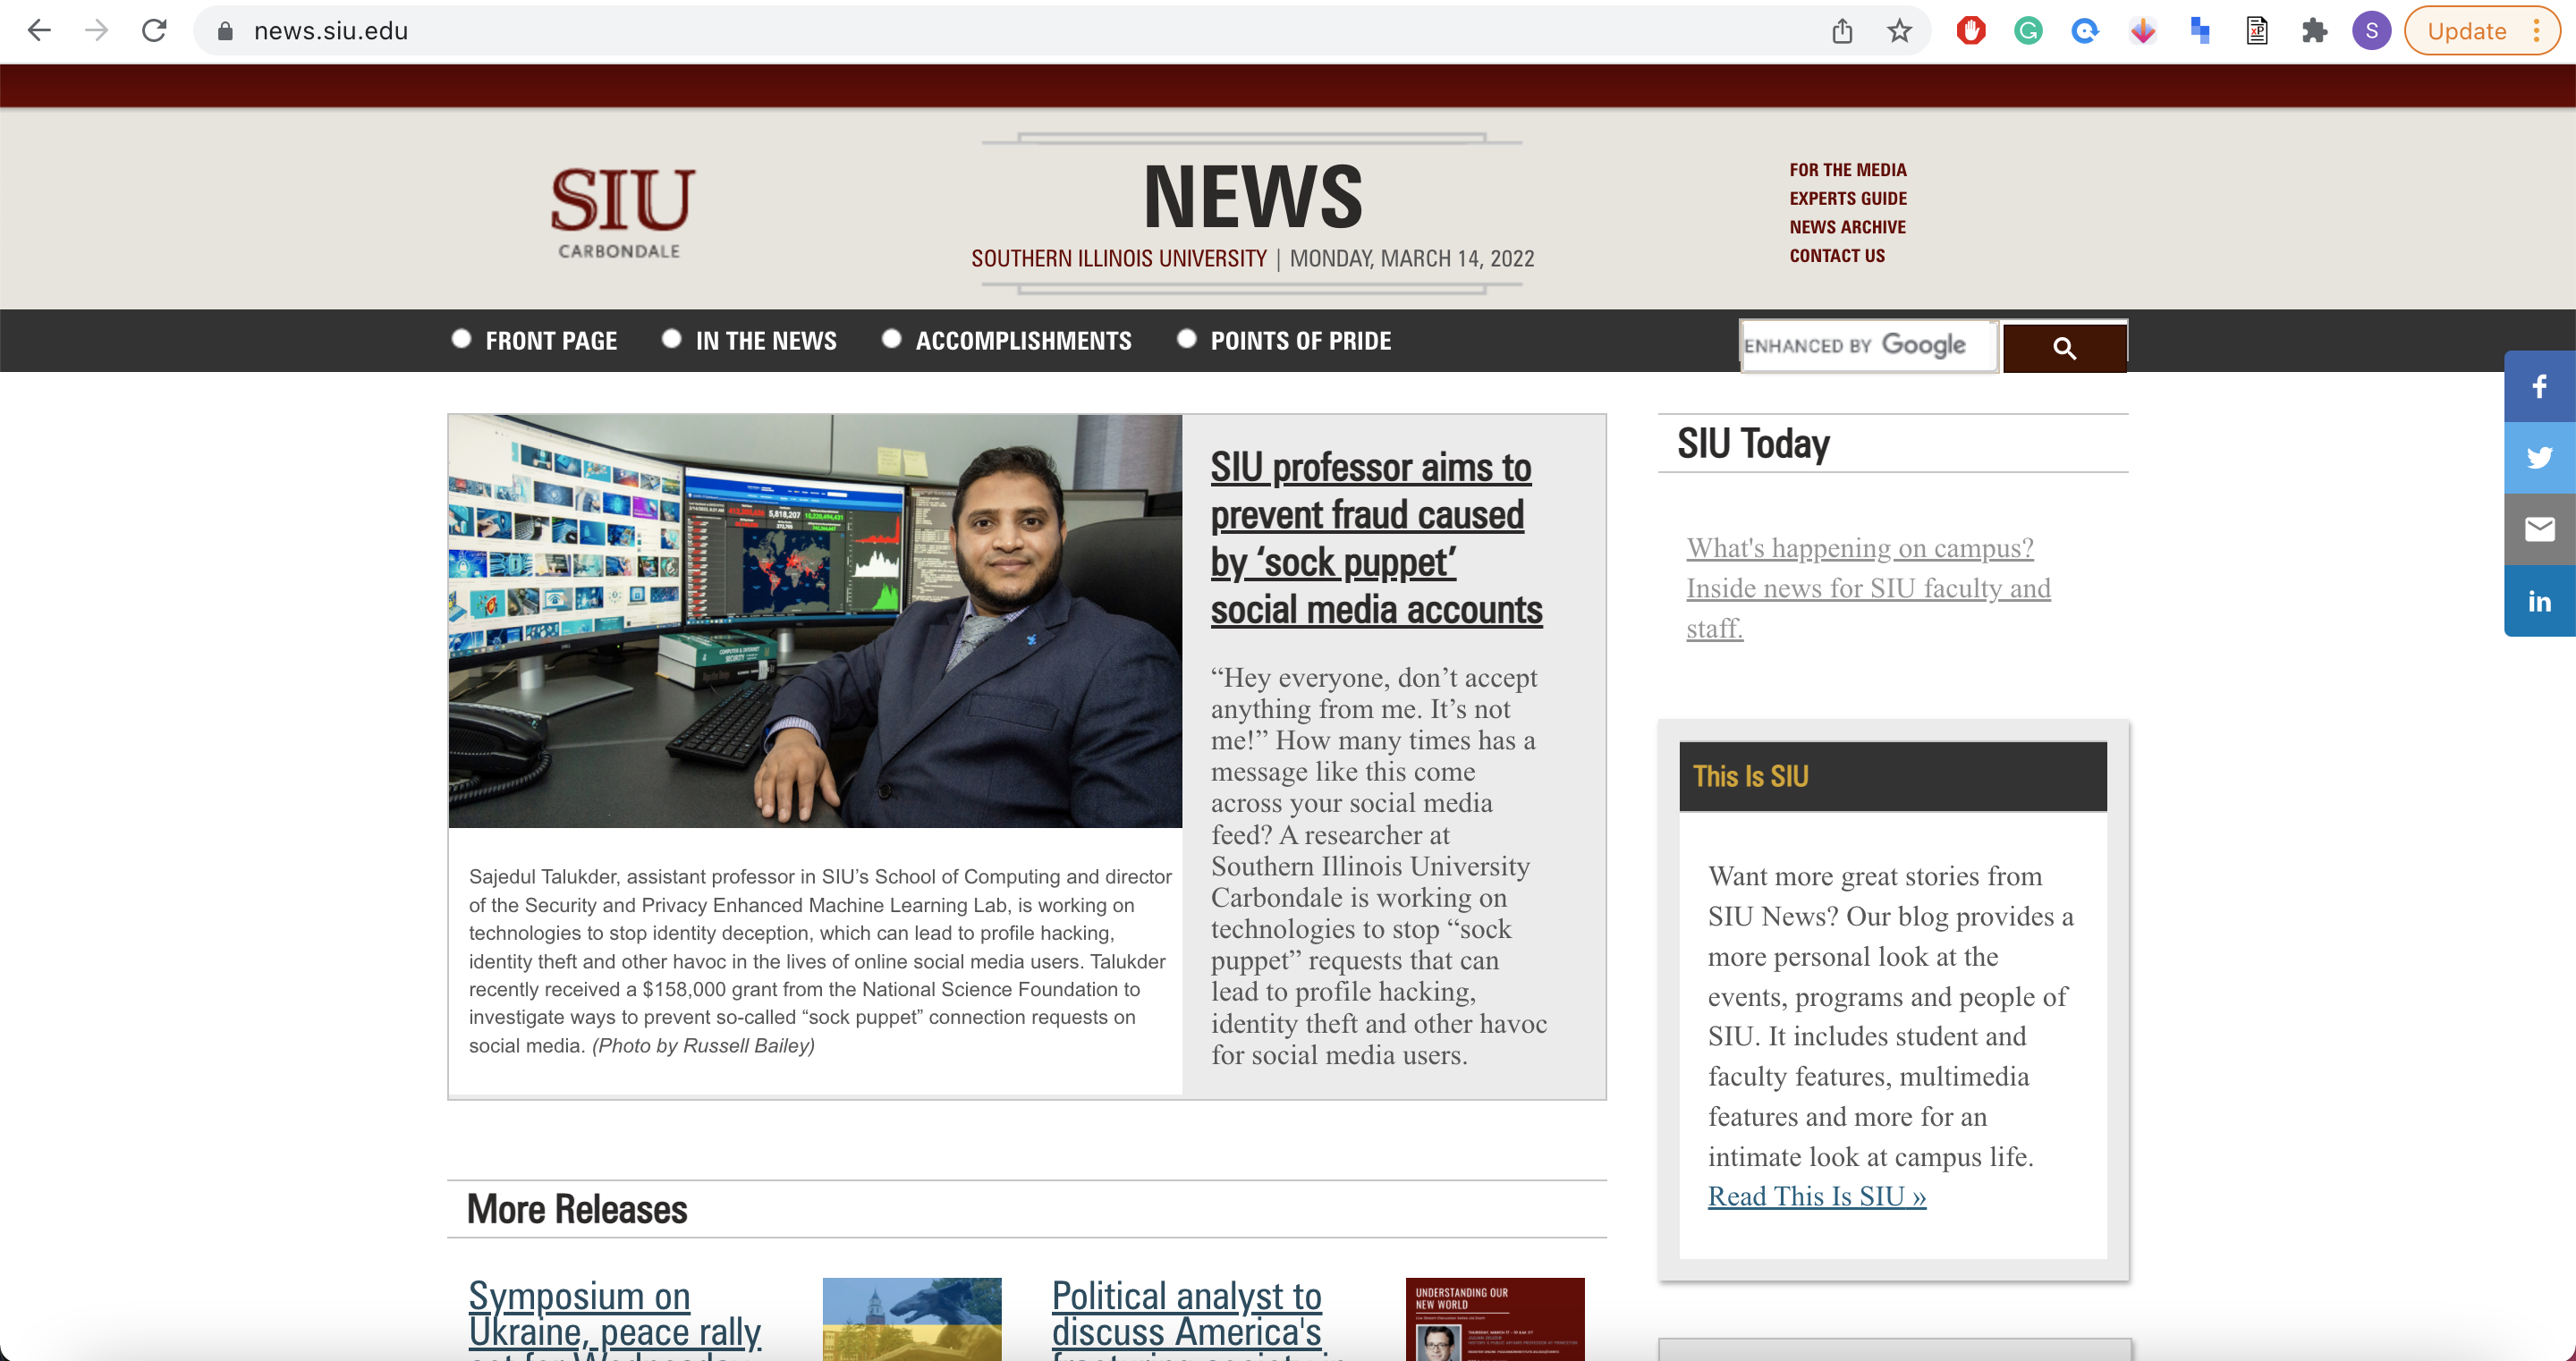 news.siu.edu
S
Update
SIU
CARBONDALE
NEWS
SOUTHERN ILLINOIS UNIVERSITY | MONDAY, MARCH 14, 2022
FOR THE MEDIA
EXPERTS GUIDE
NEWS ARCHIVE
CONTACT US
FRONT PAGE
IN THE NEWS
ACCOMPLISHMENTS
POINTS OF PRIDE
ENHANCED BY Google
SIU professor aims to
prevent fraud caused
by ‘sock puppet’
social media accounts
“Hey everyone, don’t accept
anything from me. It’s not
me!” How many times has a
message like this come
across your social media
feed? A researcher at
Southern Illinois University
Carbondale is working on
technologies to stop “sock
puppet” requests that can
lead to profile hacking,
identity theft and other havoc
for social media users.
COMPUTER & INTERNET
SECURITY
5,818,207
Sajedul Talukder, assistant professor in SIU’s School of Computing and director
of the Security and Privacy Enhanced Machine Learning Lab, is working on
technologies to stop identity deception, which can lead to profile hacking,
identity theft and other havoc in the lives of online social media users. Talukder
recently received a $158,000 grant from the National Science Foundation to
investigate ways to prevent so-called “sock puppet” connection requests on
social media. (Photo by Russell Bailey)
SIU Today
What's happening on campus?
Inside news for SIU faculty and
staff.
This Is SIU
Want more great stories from
SIU News? Our blog provides a
more personal look at the
events, programs and people of
SIU. It includes student and
faculty features, multimedia
features and more for an
intimate look at campus life.
Read This Is SIU »
f
in
More Releases
Symposium on
Ukraine, peace rally
set for Wednesday
Political analyst to
discuss America's
fracturing society in
UNDERSTANDING OUR
NEW WORLD